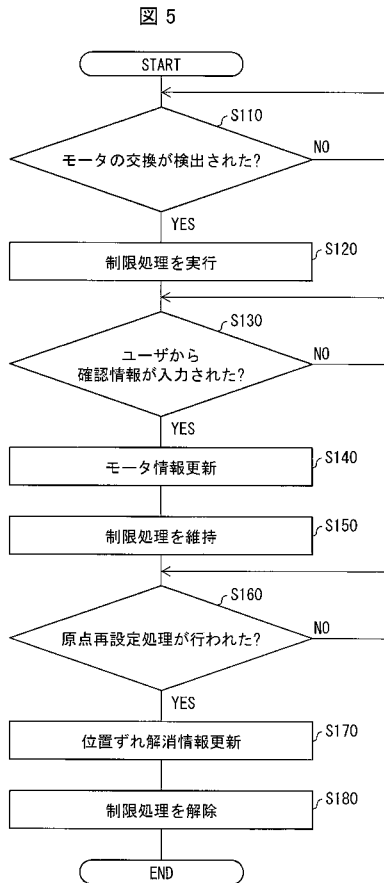 図 5
START
S110
モータの交換が検出された?
NO
YES
制限処理を実行
S120
S130
ユーザから
確認情報が入力された?
NO
YES
モータ情報更新
S140
制限処理を維持
S150
S160
原点再設定処理が行われた?
NO
YES
位置ずれ解消情報更新
S170
制限処理を解除
S180
END